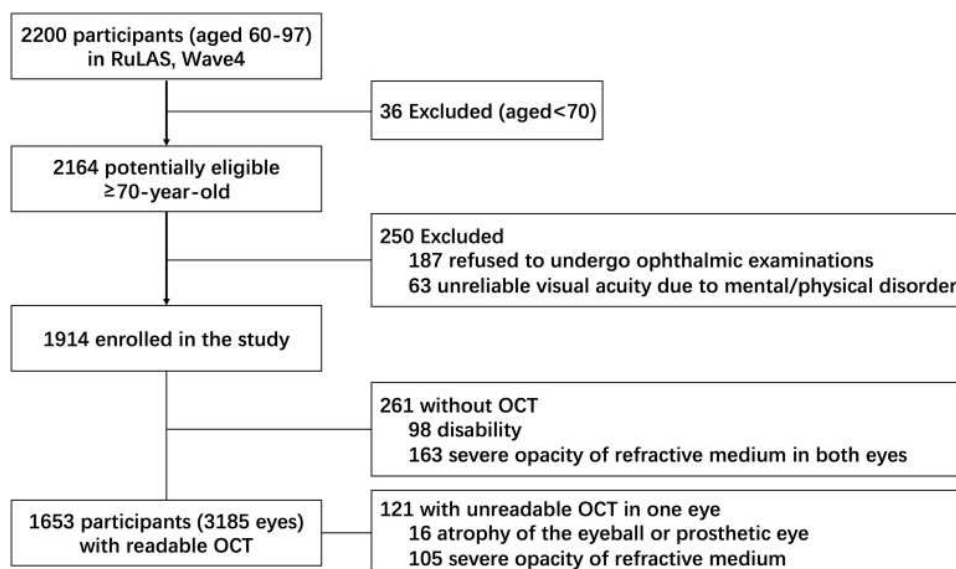 2200 participants (aged 60-97)
in RuLAS, Wave4
36 Excluded (aged<70)
2164 potentially eligible
≥70-year-old
250 Excluded
187 refused to undergo ophthalmic examinations
63 unreliable visual acuity due to mental/physical disorder
1914 enrolled in the study
261 without OCT
98 disability
163 severe opacity of refractive medium in both eyes
1653 participants (3185 eyes)
with readable OCT
121 with unreadable OCT in one eye
16 atrophy of the eyeball or prosthetic eye
105 severe opacity of refractive medium